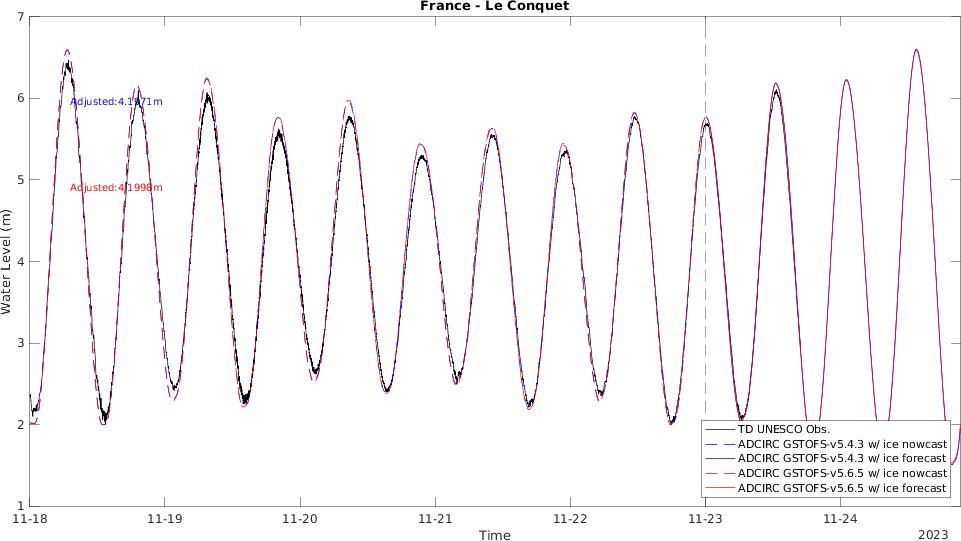 France - Le Conquet
7
6
5
4
3
2
1
Water Level (m)
Adjusted:4.1971m
Adjusted:4.1998m
TD UNESCO Obs.
ADCIRC GSTOFS-v5.4.3 w/ ice nowcast
ADCIRC GSTOFS-v5.4.3 w/ ice forecast
ADCIRC GSTOFS-v5.6.5 w/ ice nowcast
ADCIRC GSTOFS-v5.6.5 w/ ice forecast
11-18 11-19 11-20 11-21 11-22 11-23 11-24
Time
2023